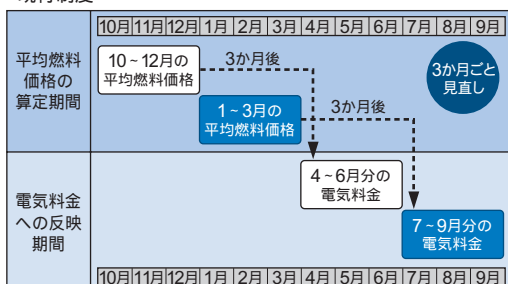 10月 11月 12月 1月 2月 3月 4月 5月 6月 7月 8月 9月
平均燃料
価格の
算定期間
10~12月の
平均燃料価格
3か月後
3か月ごと
見直し
1~3月の
平均燃料価格
3か月後
電気料金
への反映
期間
4~6月分の
電気料金
7~9月分の
電気料金
10月 11月 12月 1月 2月 3月 4月 5月 6月 7月 8月 9月